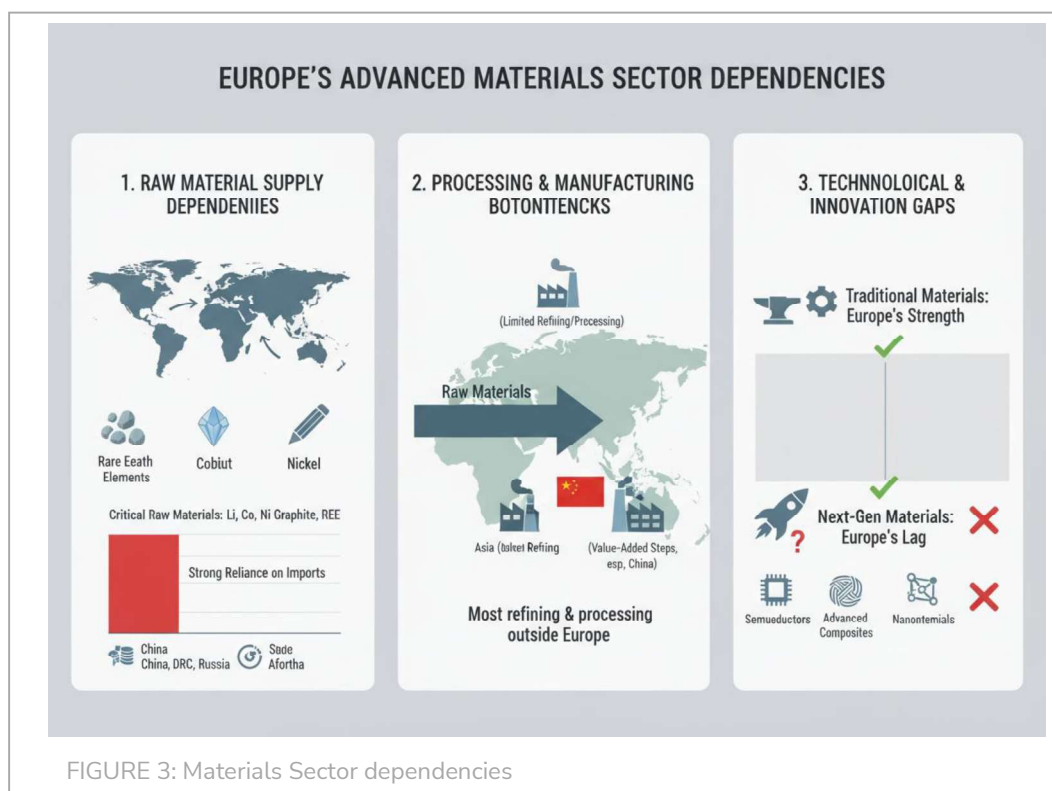 EUROPE'S ADVANCED MATERIALS SECTOR DEPENDENCIES
1. RAW MATERIAL SUPPLY
DEPENDENIIES
Rare Eeath
Elements
Cobiut
Nickel
Critical Raw Materials: Li, Co, Ni Graphite, REE
Strong Reliance on Imports
China
China, DRC, Russia
Sude
Afortha
2. PROCESSING & MANUFACTURING
BOTONTTENCKS
(Limited Refiling/Processing)
Raw Materials
Asia (
Refiing
(Value-Added Steps,
esp, China)
Most refining & processing
outside Europe
3. TECHNNOLOICAL &
INNOVATION GAPS
Traditional Materials:
Europe's Strength
Next-Gen Materials:
Europe's Lag
?
Semueductors
Advanced
Composites
Nanontemials
FIGURE 3: Materials Sector dependencies